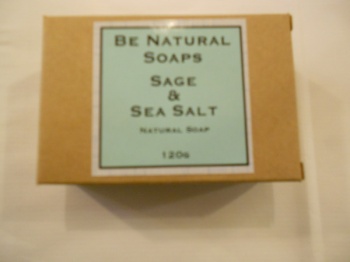 BE NATURAL
SOAPS
SAGE
&
SEA SALT
NATURAL SOAP
120G